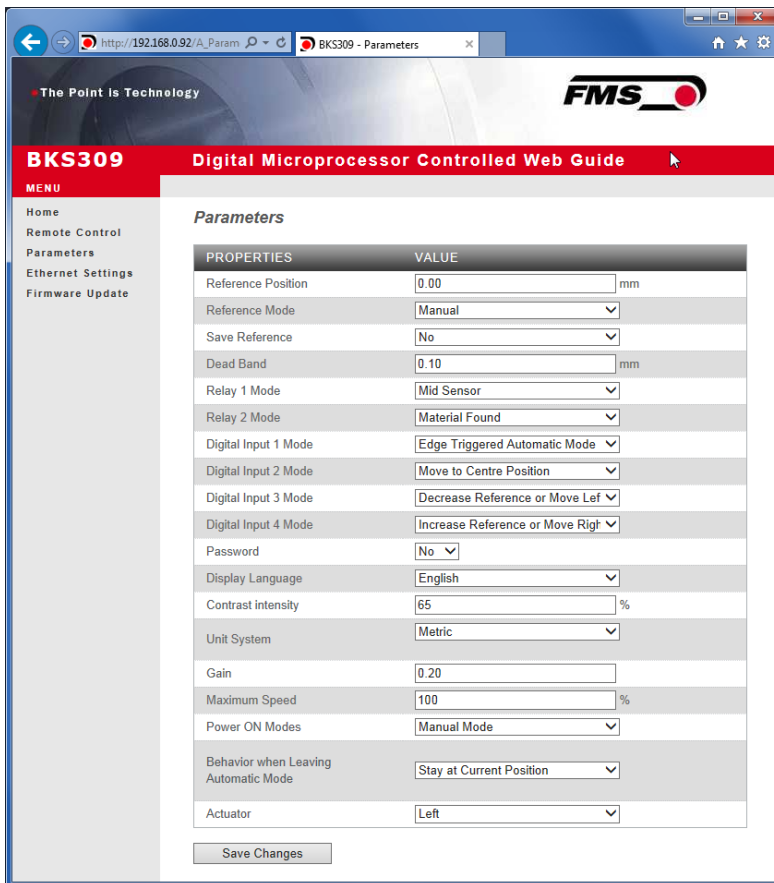 http://192.168.0.92/A_Param
BKS309 - Parameters
The Point is Technology
FMS
BKS309
Digital Microprocessor Controlled Web Guide
MENU
Home
Remote Control
Parameters
Ethernet Settings
Firmware Update
Parameters
PROPERTIES VALUE
Reference Position 0.00 mm
Reference Mode Manual
Save Reference No
Dead Band 0.10 mm
Relay 1 Mode Mid Sensor
Relay 2 Mode Material Found
Digital Input 1 Mode Edge Triggered Automatic Mode
Digital Input 2 Mode Move to Centre Position
Digital Input 3 Mode Decrease Reference or Move Lef
Digital Input 4 Mode Increase Reference or Move Righ
Password No
Display Language English
Contrast intensity 65 %
Unit System Metric
Gain 0.20
Maximum Speed 100 %
Power ON Modes Manual Mode
Behavior when Leaving
Automatic Mode Stay at Current Position
Actuator Left
Save Changes